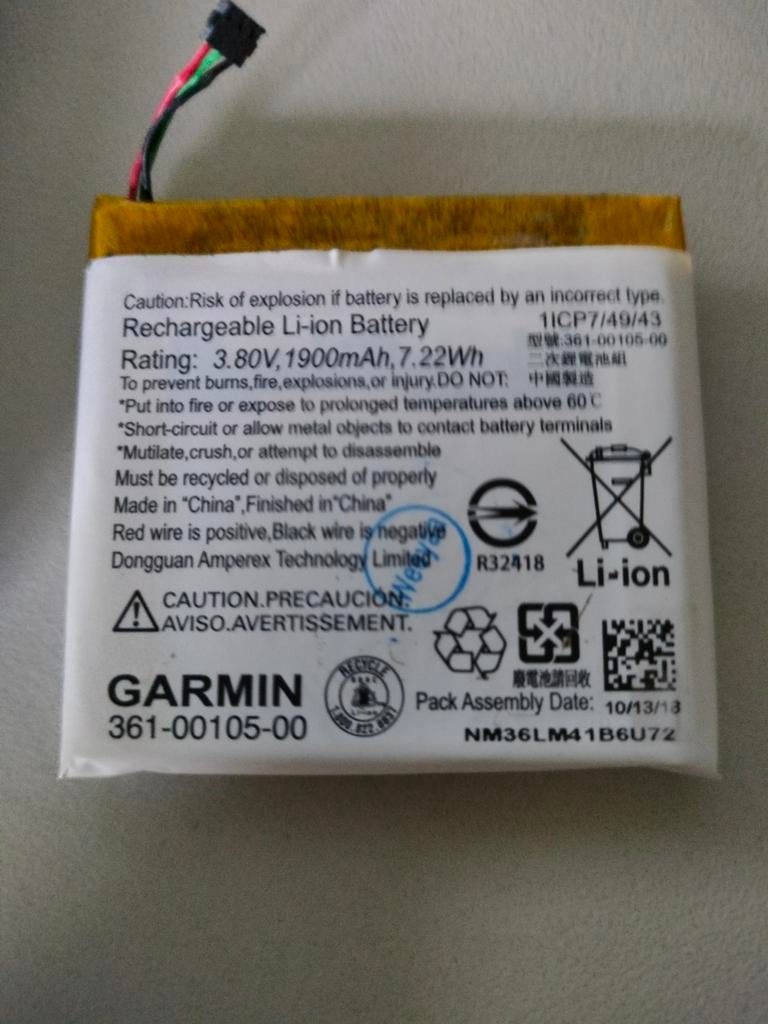 Caution:Risk of explosion if battery is replaced by an incorrect type.
Rechargeable Li-ion Battery
1ICP7/49/43
Rating: 3.80V,1900mAh,7.22Wh
型號:361-00105-00
二次鋰電池組
中國製造
To prevent burns,fire,explosions,or injury.DO NOT:
*Put into fire or expose to prolonged temperatures above 60℃
*Short-circuit or allow metal objects to contact battery terminals
*Mutilate,crush,or attempt to disassemble
Must be recycled or disposed of properly
Made in “China”,Finished in“China”
Red wire is positive,Black wire is negative
Dongguan Amperex Technology Limited
R32418
Li-ion
CAUTION.PRECAUCIÓN.
AVISO.AVERTISSEMENT.
廢電池請回收
GARMIN
361-00105-00
RECYCLE
Pack Assembly Date: 10/13/18
NM36LM41B6U72